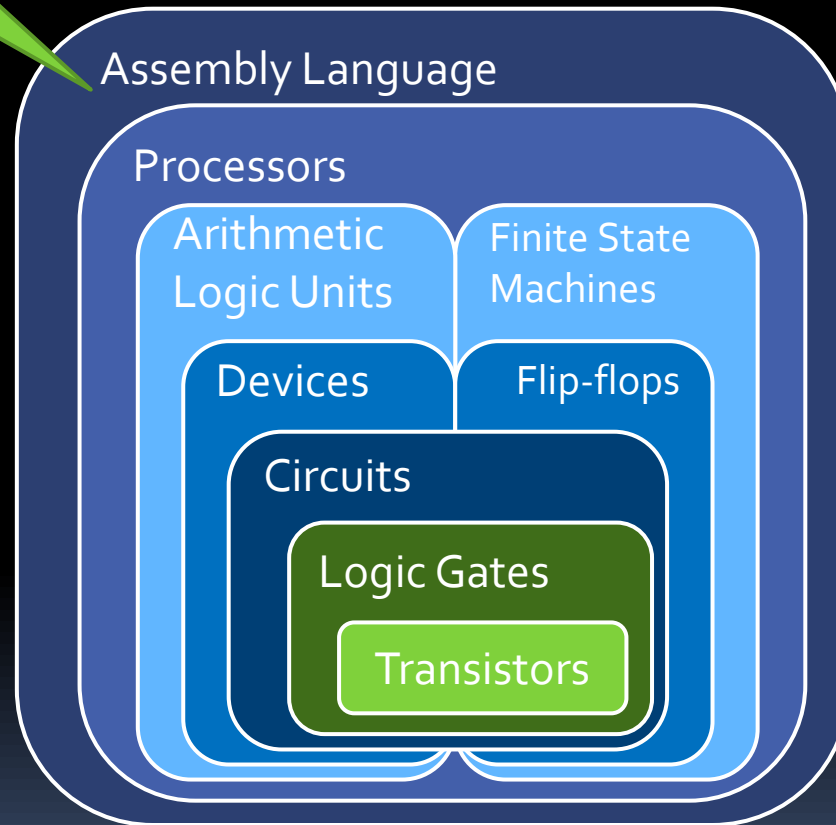 Assembly Language
Processors
Arithmetic
Logic Units
Finite State
Machines
Devices
Flip-flops
Circuits
Logic Gates
Transistors